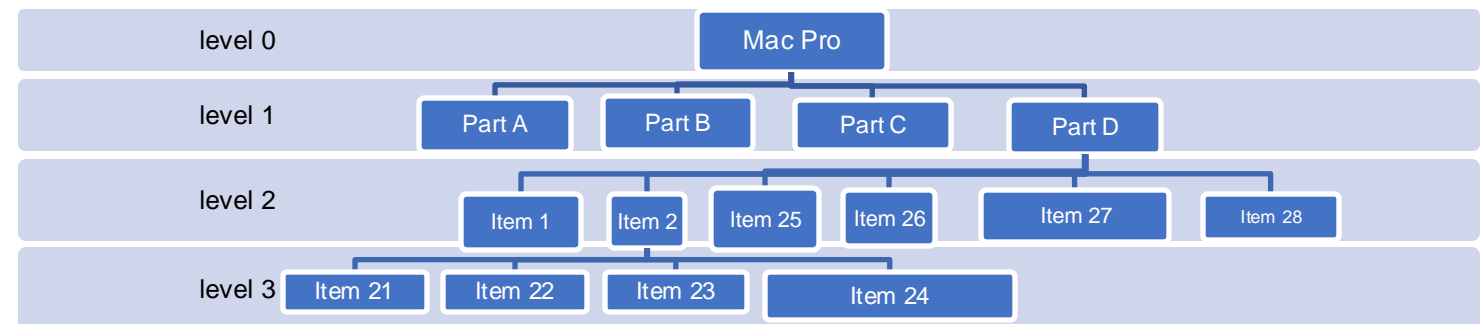 level 0
Mac Pro
level 1
Part A
Part B
Part C
Part D
level 2
Item 1
Item 2
Item 25
Item 26
Item 27
Item 28
level 3
Item 21
Item 22
Item 23
Item 24